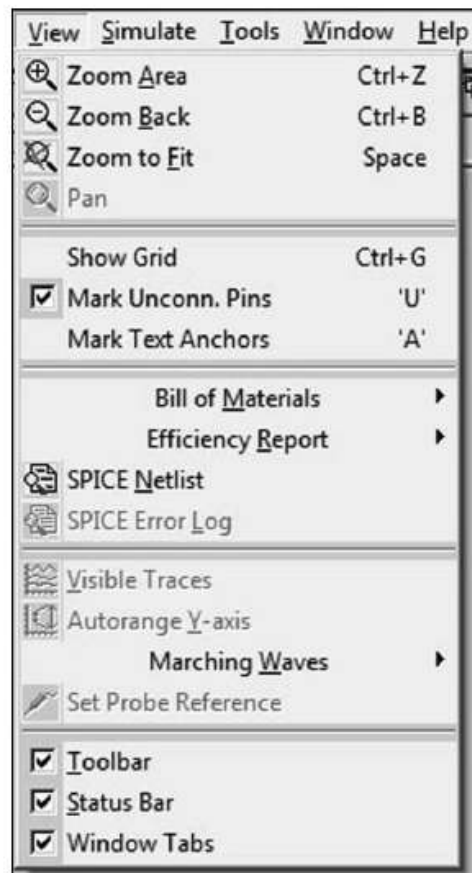 View Simulate Tools Window Help
Zoom Area Ctrl+Z
Zoom Back Ctrl+B
Zoom to Fit Space
Pan
Show Grid Ctrl+G
Mark Unconn. Pins 'U'
Mark Text Anchors 'A'
Bill of Materials
Efficiency Report
SPICE Netlist
SPICE Error Log
Visible Traces
Autorange Y-axis
Marching Waves
Set Probe Reference
Toolbar
Status Bar
Window Tabs